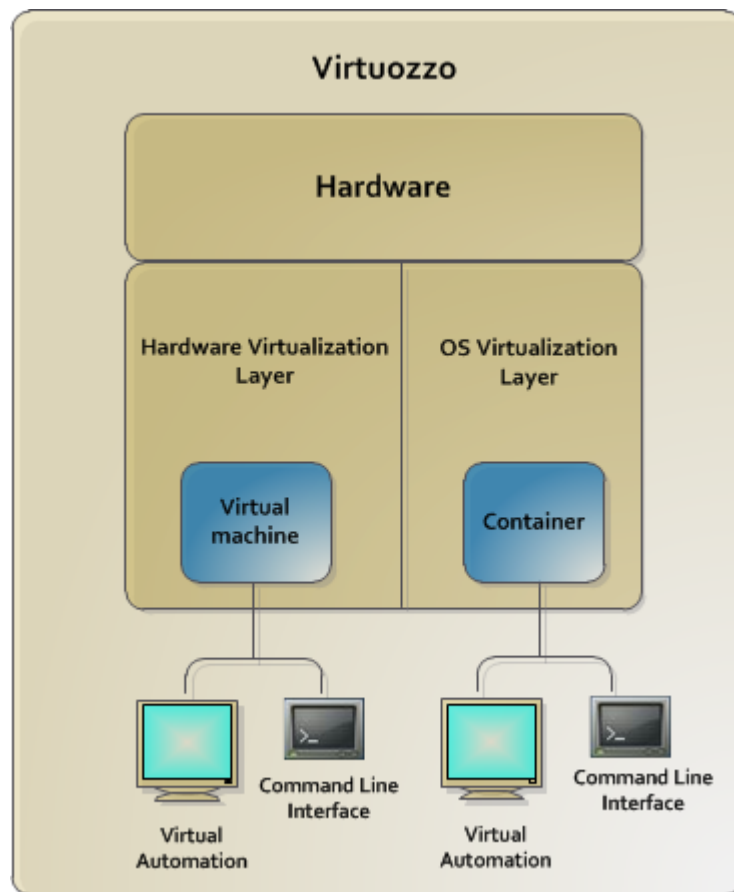 Virtuozzo
Hardware
Hardware Virtualization
Layer
OS Virtualization
Layer
Virtual
machine
Container
>_
Command Line
Interface
>_
Command Line
Interface
Virtual
Automation
Virtual
Automation